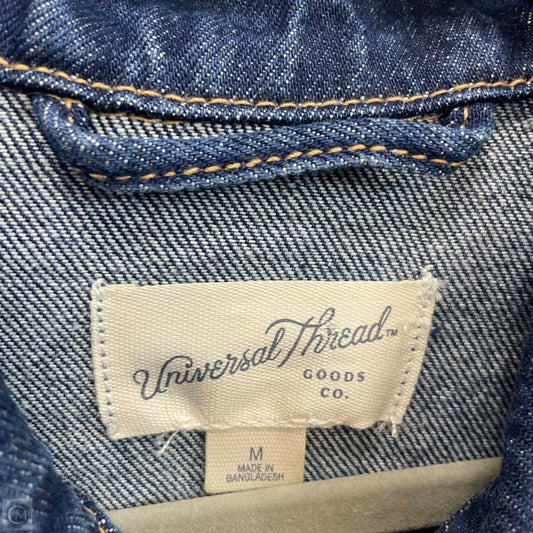 Universal Thread™
GOODS
CO.
M
MADE IN
BANGLADESH
M